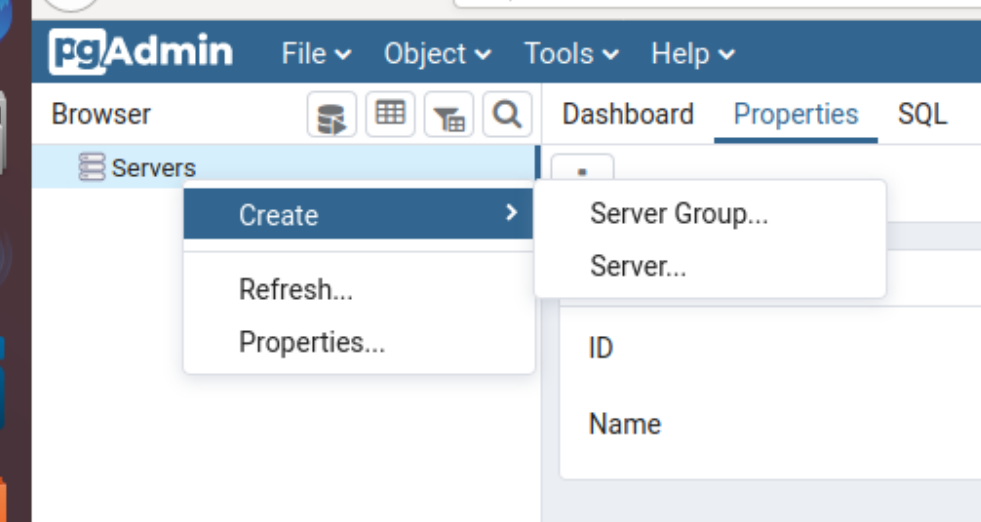 pgAdmin File Object Tools Help
Browser Dashboard Properties SQL
Servers
Create Server Group...
Server...
Refresh...
Properties...
ID
Name